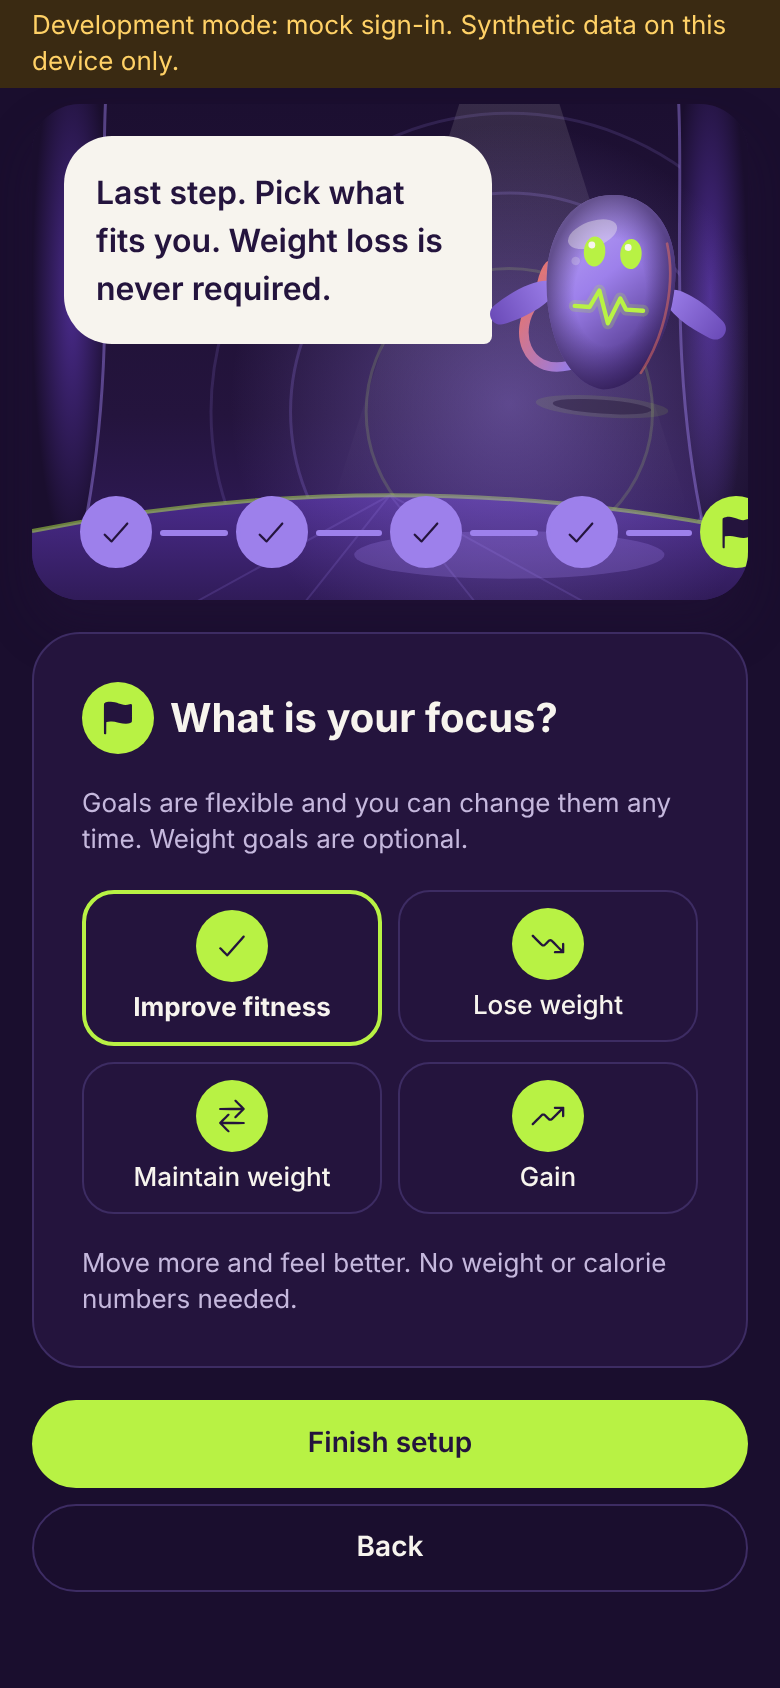 Development mode: mock sign-in. Synthetic data on this
device only.
Last step. Pick what
fits you. Weight loss is
never required.
What is your focus?
Goals are flexible and you can change them any
time. Weight goals are optional.
Improve fitness
Lose weight
Maintain weight
Gain
Move more and feel better. No weight or calorie
numbers needed.
Finish setup
Back